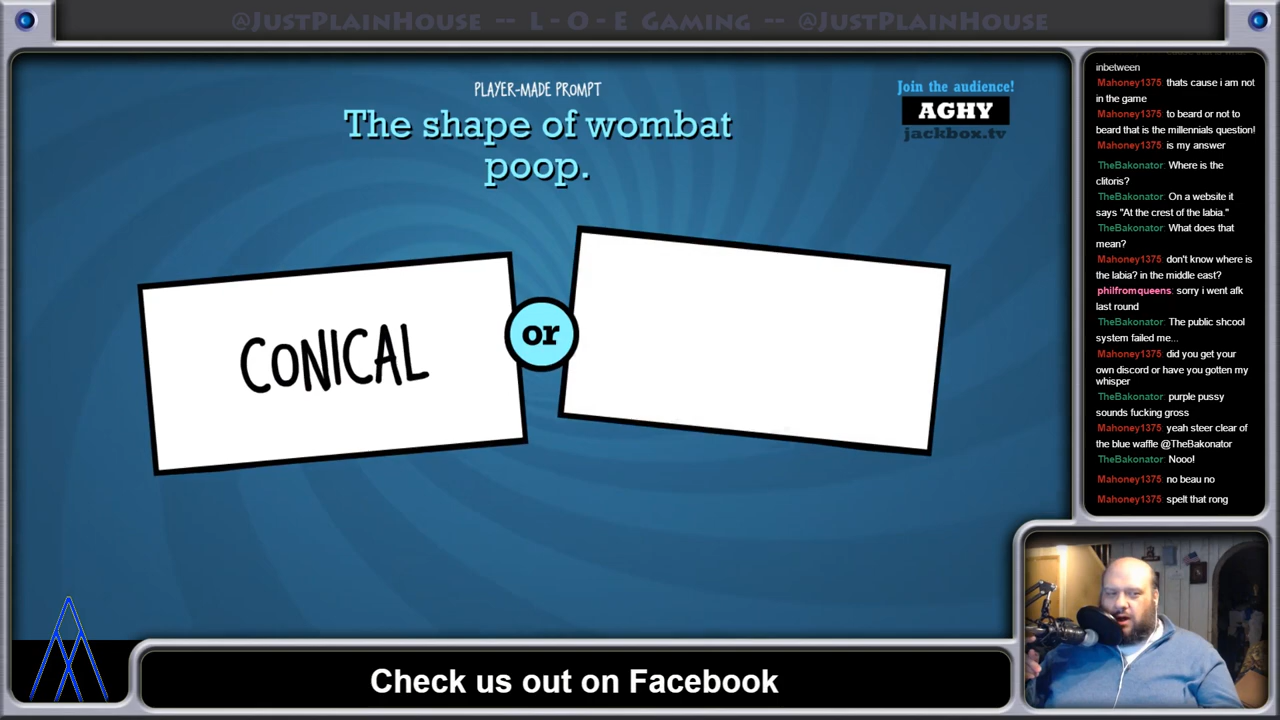 @JustPlainHouse -- L-O-E Gaming -- @JustPlainHouse
PLAYER-MADE PROMPT
The shape of wombat
poop.
Join the audience!
AGHY
jackbox.tv
CONICAL
or
inbetween
Mahoney1375 thats cause i am not
in the game
Mahoney1375 to beard or not to
beard that is the millennials question!
Mahoney1375 is my answer
TheBakonator: Where is the
clitoris?
TheBakonator: On a website it
says "At the crest of the labia."
TheBakonator: What does that
mean?
Mahoney1375 don't know where is
the labia? in the middle east?
philfromqueens: sorry i went afk
last round
TheBakonator: The public shcool
system failed me...
Mahoney1375 did you get your
own discord or have you gotten my
whisper
TheBakonator: purple pussy
sounds fucking gross
Mahoney1375 yeah steer clear of
the blue waffle @TheBakonator
TheBakonator: Nooo!
Mahoney1375 no beau no
Mahoney1375 spelt that rong
Check us out on Facebook